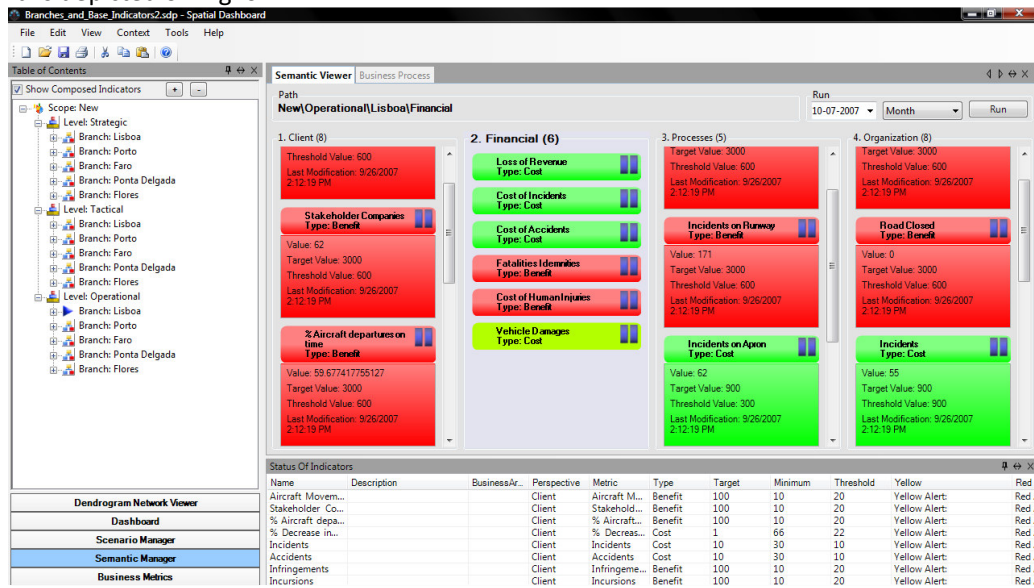 Branches_and_Base_Indicators2.sdp - Spatial Dashboard
File Edit View Context Tools Help
Table of Contents
Show Composed Indicators + -
Scope: New
Level: Strategic
Branch: Lisboa
Branch: Porto
Branch: Faro
Branch: Ponta Delgada
Branch: Flores
Level: Tactical
Branch: Lisboa
Branch: Porto
Branch: Faro
Branch: Ponta Delgada
Branch: Flores
Level: Operational
Branch: Lisboa
Branch: Porto
Branch: Faro
Branch: Ponta Delgada
Branch: Flores
Dendrogram Network Viewer
Dashboard
Scenario Manager
Semantic Manager
Business Metrics
Semantic Viewer Business Process
Path
New\Operational\Lisboa\Financial
Run
10-07-2007 Month Run
1. Client (8)
Threshold Value: 600
Last Modification: 9/26/2007
2:12:19 PM
Stakeholder Companies
Type: Benefit
Value: 62
Target Value: 3000
Threshold Value: 600
Last Modification: 9/26/2007
2:12:19 PM
% Aircraft departures on
time
Type: Benefit
Value: 59.677417755127
Target Value: 3000
Threshold Value: 600
Last Modification: 9/26/2007
2:12:19 PM
2. Financial (6)
Loss of Revenue
Type: Cost
Cost of Incidents
Type: Cost
Cost of Accidents
Type: Cost
Fatalities Idemnities
Type: Benefit
Cost of Human Injuries
Type: Benefit
Vehicle Damages
Type: Cost
3. Processes (5)
Target Value: 3000
Threshold Value: 600
Last Modification: 9/26/2007
2:12:19 PM
Incidents on Runway
Type: Benefit
Value: 171
Target Value: 3000
Threshold Value: 600
Last Modification: 9/26/2007
2:12:19 PM
Incidents on Apron
Type: Cost
Value: 62
Target Value: 900
Threshold Value: 300
Last Modification: 9/26/2007
2:12:19 PM
4. Organization (8)
Target Value: 3000
Threshold Value: 600
Last Modification: 9/26/2007
2:12:19 PM
Road Closed
Type: Benefit
Value: 0
Target Value: 3000
Threshold Value: 600
Last Modification: 9/26/2007
2:12:19 PM
Incidents
Type: Cost
Value: 55
Target Value: 900
Threshold Value: 900
Last Modification: 9/26/2007
2:12:19 PM
Status Of Indicators
Name Description BusinessAr... Perspective Metric Type Target Minimum Threshold Yellow Red
Aircraft Movem... Client Aircraft M... Benefit 100 10 20 Yellow Alert: Red
Stakeholder Co... Client Stakehold... Benefit 100 10 20 Yellow Alert: Red
% Aircraft depa... Client % Aircraft... Benefit 100 10 20 Yellow Alert: Red
% Decrease in... Client % Decreas... Cost 1 66 22 Yellow Alert: Red
Incidents Client Incidents Cost 10 30 10 Yellow Alert: Red
Accidents Client Accidents Cost 10 30 10 Yellow Alert: Red
Infringements Client Infringeme... Benefit 100 10 20 Yellow Alert: Red
Incursions Client Incursions Benefit 100 10 20 Yellow Alert: Red